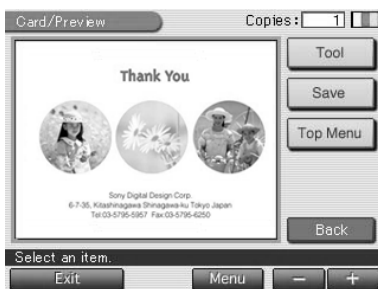 Card/Preview
Copies: 1
Tool
Save
Top Menu
Thank You
Sony Digital Design Corp.
6-7-35, Kitashinagawa Shinagawa-ku Tokyo Japan
Tel:03-5795-5957 Fax:03-5795-6250
Back
Select an item.
Exit
Menu
− +